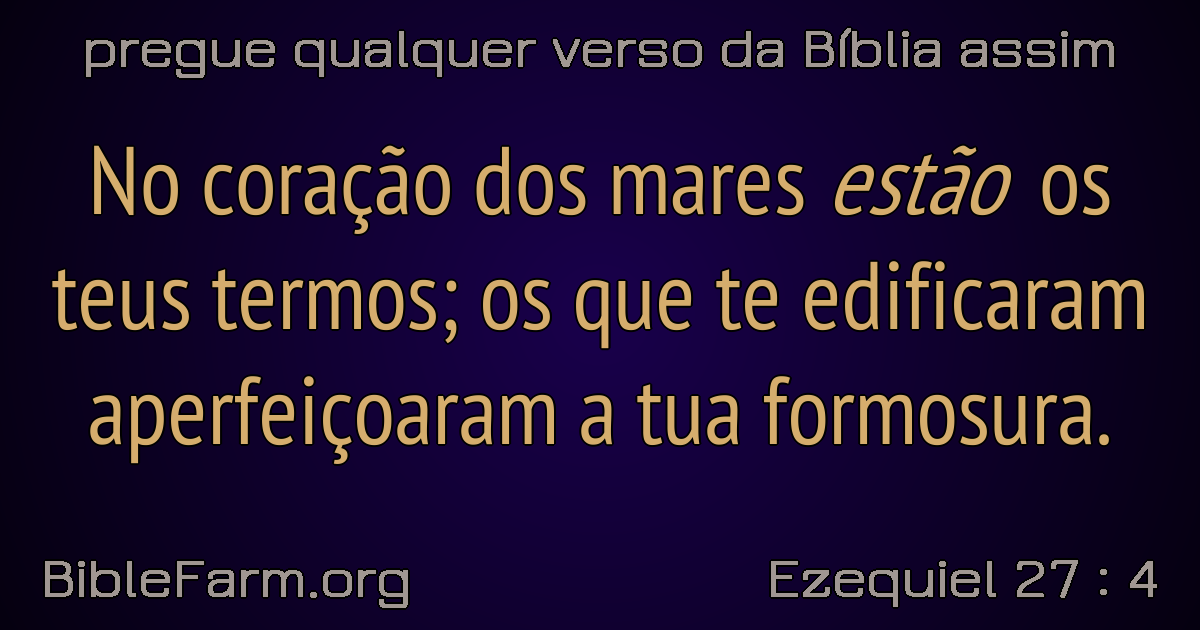 pregue qualquer verso da Bíblia assim
No coração dos mares estão os
teus termos; os que te edificaram
aperfeiçoaram a tua formosura.
BibleFarm.org
Ezequiel 27 : 4